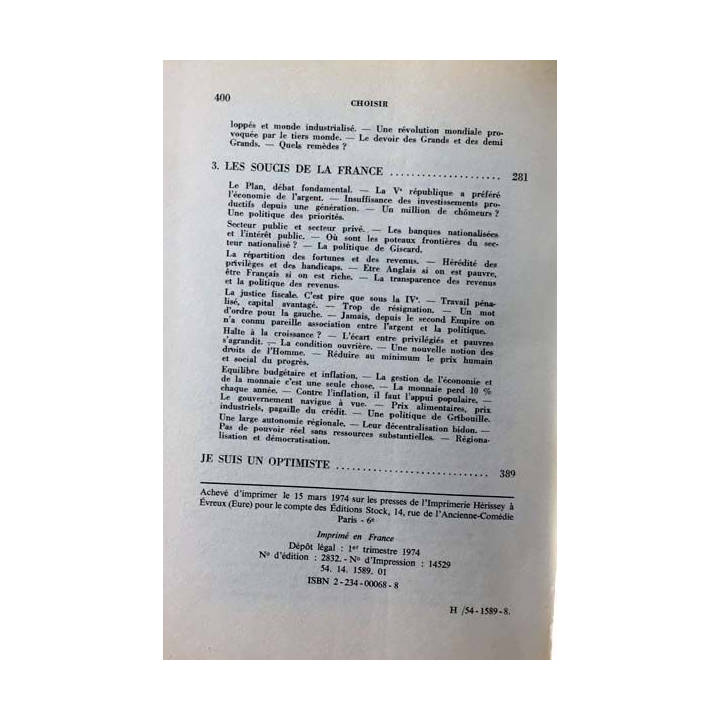 400
CHOISIR
loppés et monde industrialisé. — Une révolution mondiale pro-
voquée par le tiers monde. — Le devoir des Grands et des demi
Grands. — Quels remèdes ?
3. LES SOUCIS DE LA FRANCE .................... 281
Le Plan, débat fondamental. — La Ve république a préféré
l'économie de l'argent. — Insuffisance des investissements pro-
ductifs depuis une génération. — Un million de chômeurs ?
Une politique des priorités.
Secteur public et secteur privé. — Les banques nationalisées
et l'intérêt public. — Où sont les poteaux frontières du sec-
teur nationalisé ? — La politique de Giscard.
La répartition des fortunes et des revenus. — Hérédité des
privilèges et des handicaps. — Etre Anglais si on est pauvre,
être Français si on est riche. — La transparence des revenus
et la politique des revenus.
La justice fiscale. C'est pire que sous la IVe. — Travail péna-
lisé, capital avantagé. — Trop de résignation. — Un mot
d'ordre pour la gauche. — Jamais, depuis le second Empire on
n'a connu pareille association entre l'argent et la politique.
Halte à la croissance ? — L'écart entre privilégiés et pauvres
s'agrandit. — La condition ouvrière. — Une nouvelle notion des
droits de l'Homme. — Réduire au minimum le prix humain
et social du progrès.
Equilibre budgétaire et inflation. — La gestion de l'économie et
de la monnaie c'est une seule chose. — La monnaie perd 10 %
chaque année. — Contre l'inflation, il faut l'appui populaire. —
Le gouvernement navigue à vue. — Prix alimentaires, prix
industriels, pagaille du crédit. — Une politique de Gribouille.
Une large autonomie régionale. — Leur décentralisation bidon. —
Pas de pouvoir réel sans ressources substantielles. — Régiona-
lisation et démocratisation.
JE SUIS UN OPTIMISTE ............................ 389
Achevé d'imprimer le 15 mars 1974 sur les presses de l'Imprimerie Hérissey à
Évreux (Eure) pour le compte des Éditions Stock, 14, rue de l'Ancienne-Comédie
Paris - 6e
Imprimé en France
Dépôt légal : 1er trimestre 1974
N° d'édition : 2832. - N° d'Impression : 14529
54. 14. 1589. 01
ISBN 2-234-00068-8
H /54-1589-8.